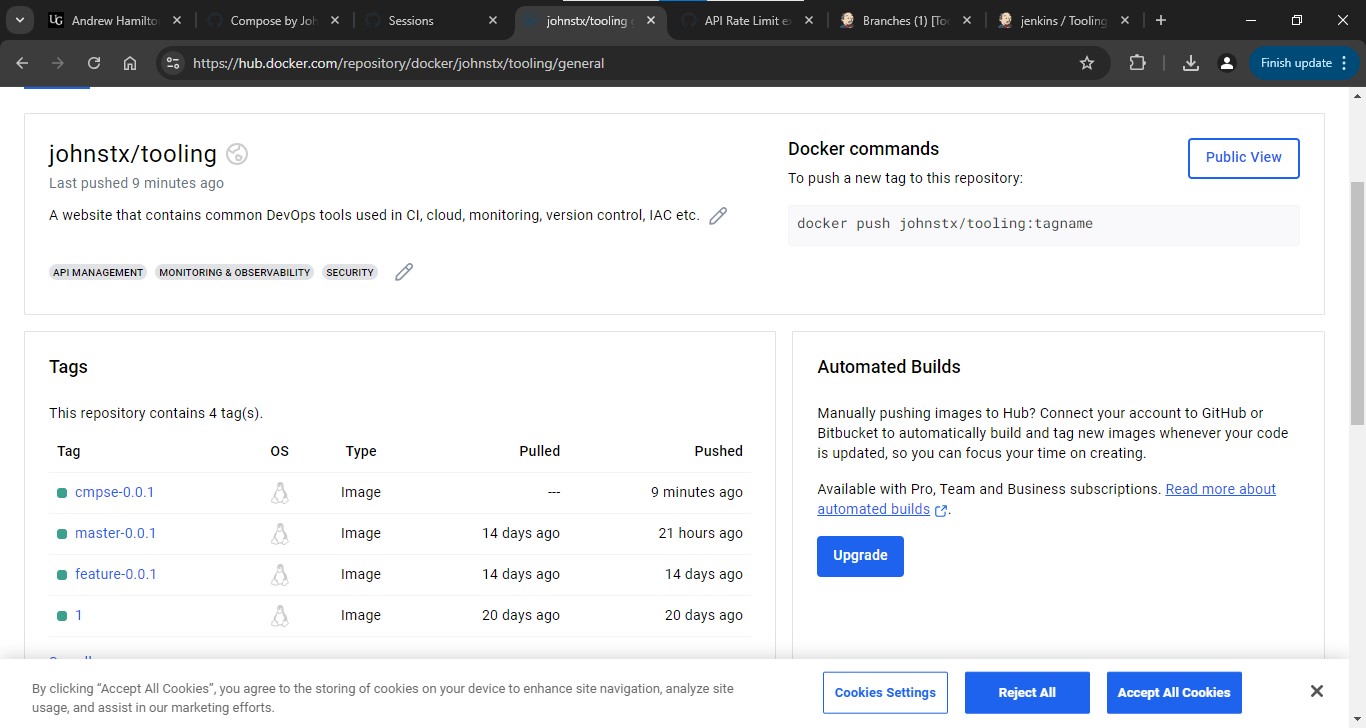 Andrew Hamilto
Compose by Joh
Sessions
johnstx/tooling
API Rate Limit e
Branches (1) [To
jenkins / Tooling
https://hub.docker.com/repository/docker/johnstx/tooling/general
Finish update
johnstx/tooling
Last pushed 9 minutes ago
A website that contains common DevOps tools used in CI, cloud, monitoring, version control, IAC etc.
API MANAGEMENT MONITORING & OBSERVABILITY SECURITY
Docker commands
Public View
To push a new tag to this repository:
docker push johnstx/tooling:tagname
Tags
This repository contains 4 tag(s).
Tag OS Type Pulled Pushed
cmpse-0.0.1 Image --- 9 minutes ago
master-0.0.1 Image 14 days ago 21 hours ago
feature-0.0.1 Image 14 days ago 14 days ago
1 Image 20 days ago 20 days ago
Automated Builds
Manually pushing images to Hub? Connect your account to GitHub or
Bitbucket to automatically build and tag new images whenever your code
is updated, so you can focus your time on creating.
Available with Pro, Team and Business subscriptions. Read more about
automated builds .
Upgrade
By clicking “Accept All Cookies”, you agree to the storing of cookies on your device to enhance site navigation, analyze site
usage, and assist in our marketing efforts.
Cookies Settings
Reject All
Accept All Cookies